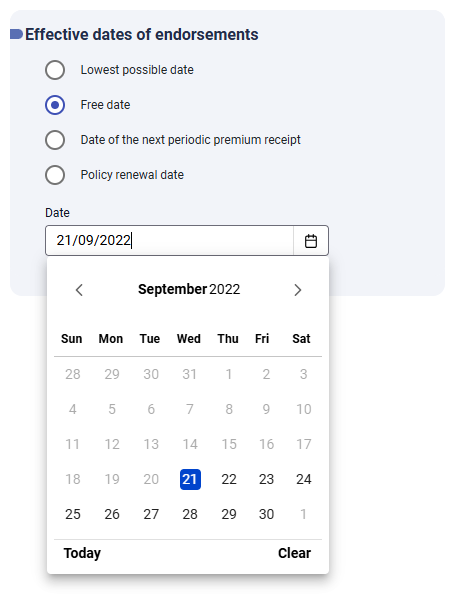 Effective dates of endorsements
Lowest possible date
Free date
Date of the next periodic premium receipt
Policy renewal date
Date
21/09/2022
September 2022
Sun Mon Tue Wed Thu Fri Sat
28 29 30 31 1 2 3
4 5 6 7 8 9 10
11 12 13 14 15 16 17
18 19 20 21 22 23 24
25 26 27 28 29 30 1
Today Clear